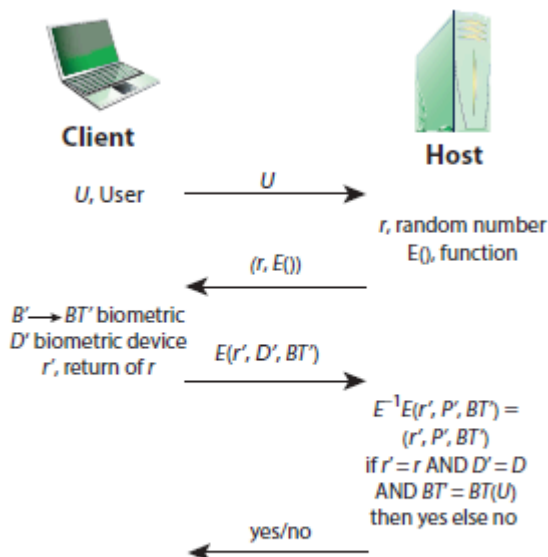 Client
Host
U, User
U
r, random number
E(), function
(r, E())
B' → BT' biometric
D' biometric device
r', return of r
E(r', D', BT')
E⁻¹E(r', P', BT') =
(r', P', BT')
if r' = r AND D' = D
AND BT' = BT(U)
then yes else no
yes/no